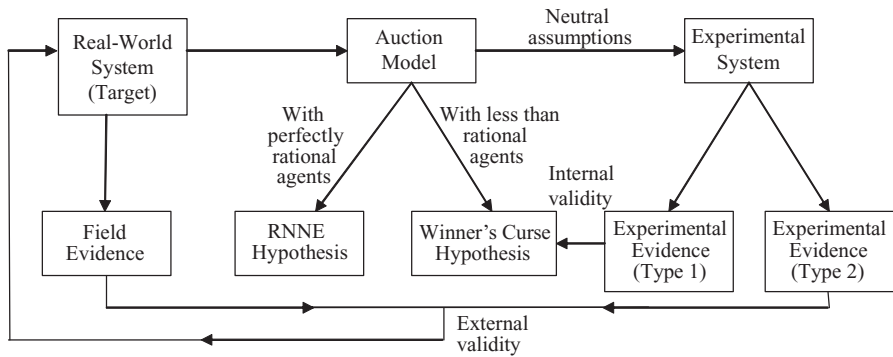 Real-World
System
(Target)
Auction
Model
Neutral
assumptions
Experimental
System
With
perfectly
rational
agents
With less than
rational
agents
Internal
validity
Field
Evidence
RNNE
Hypothesis
Winner's Curse
Hypothesis
Experimental
Evidence
(Type 1)
Experimental
Evidence
(Type 2)
External
validity